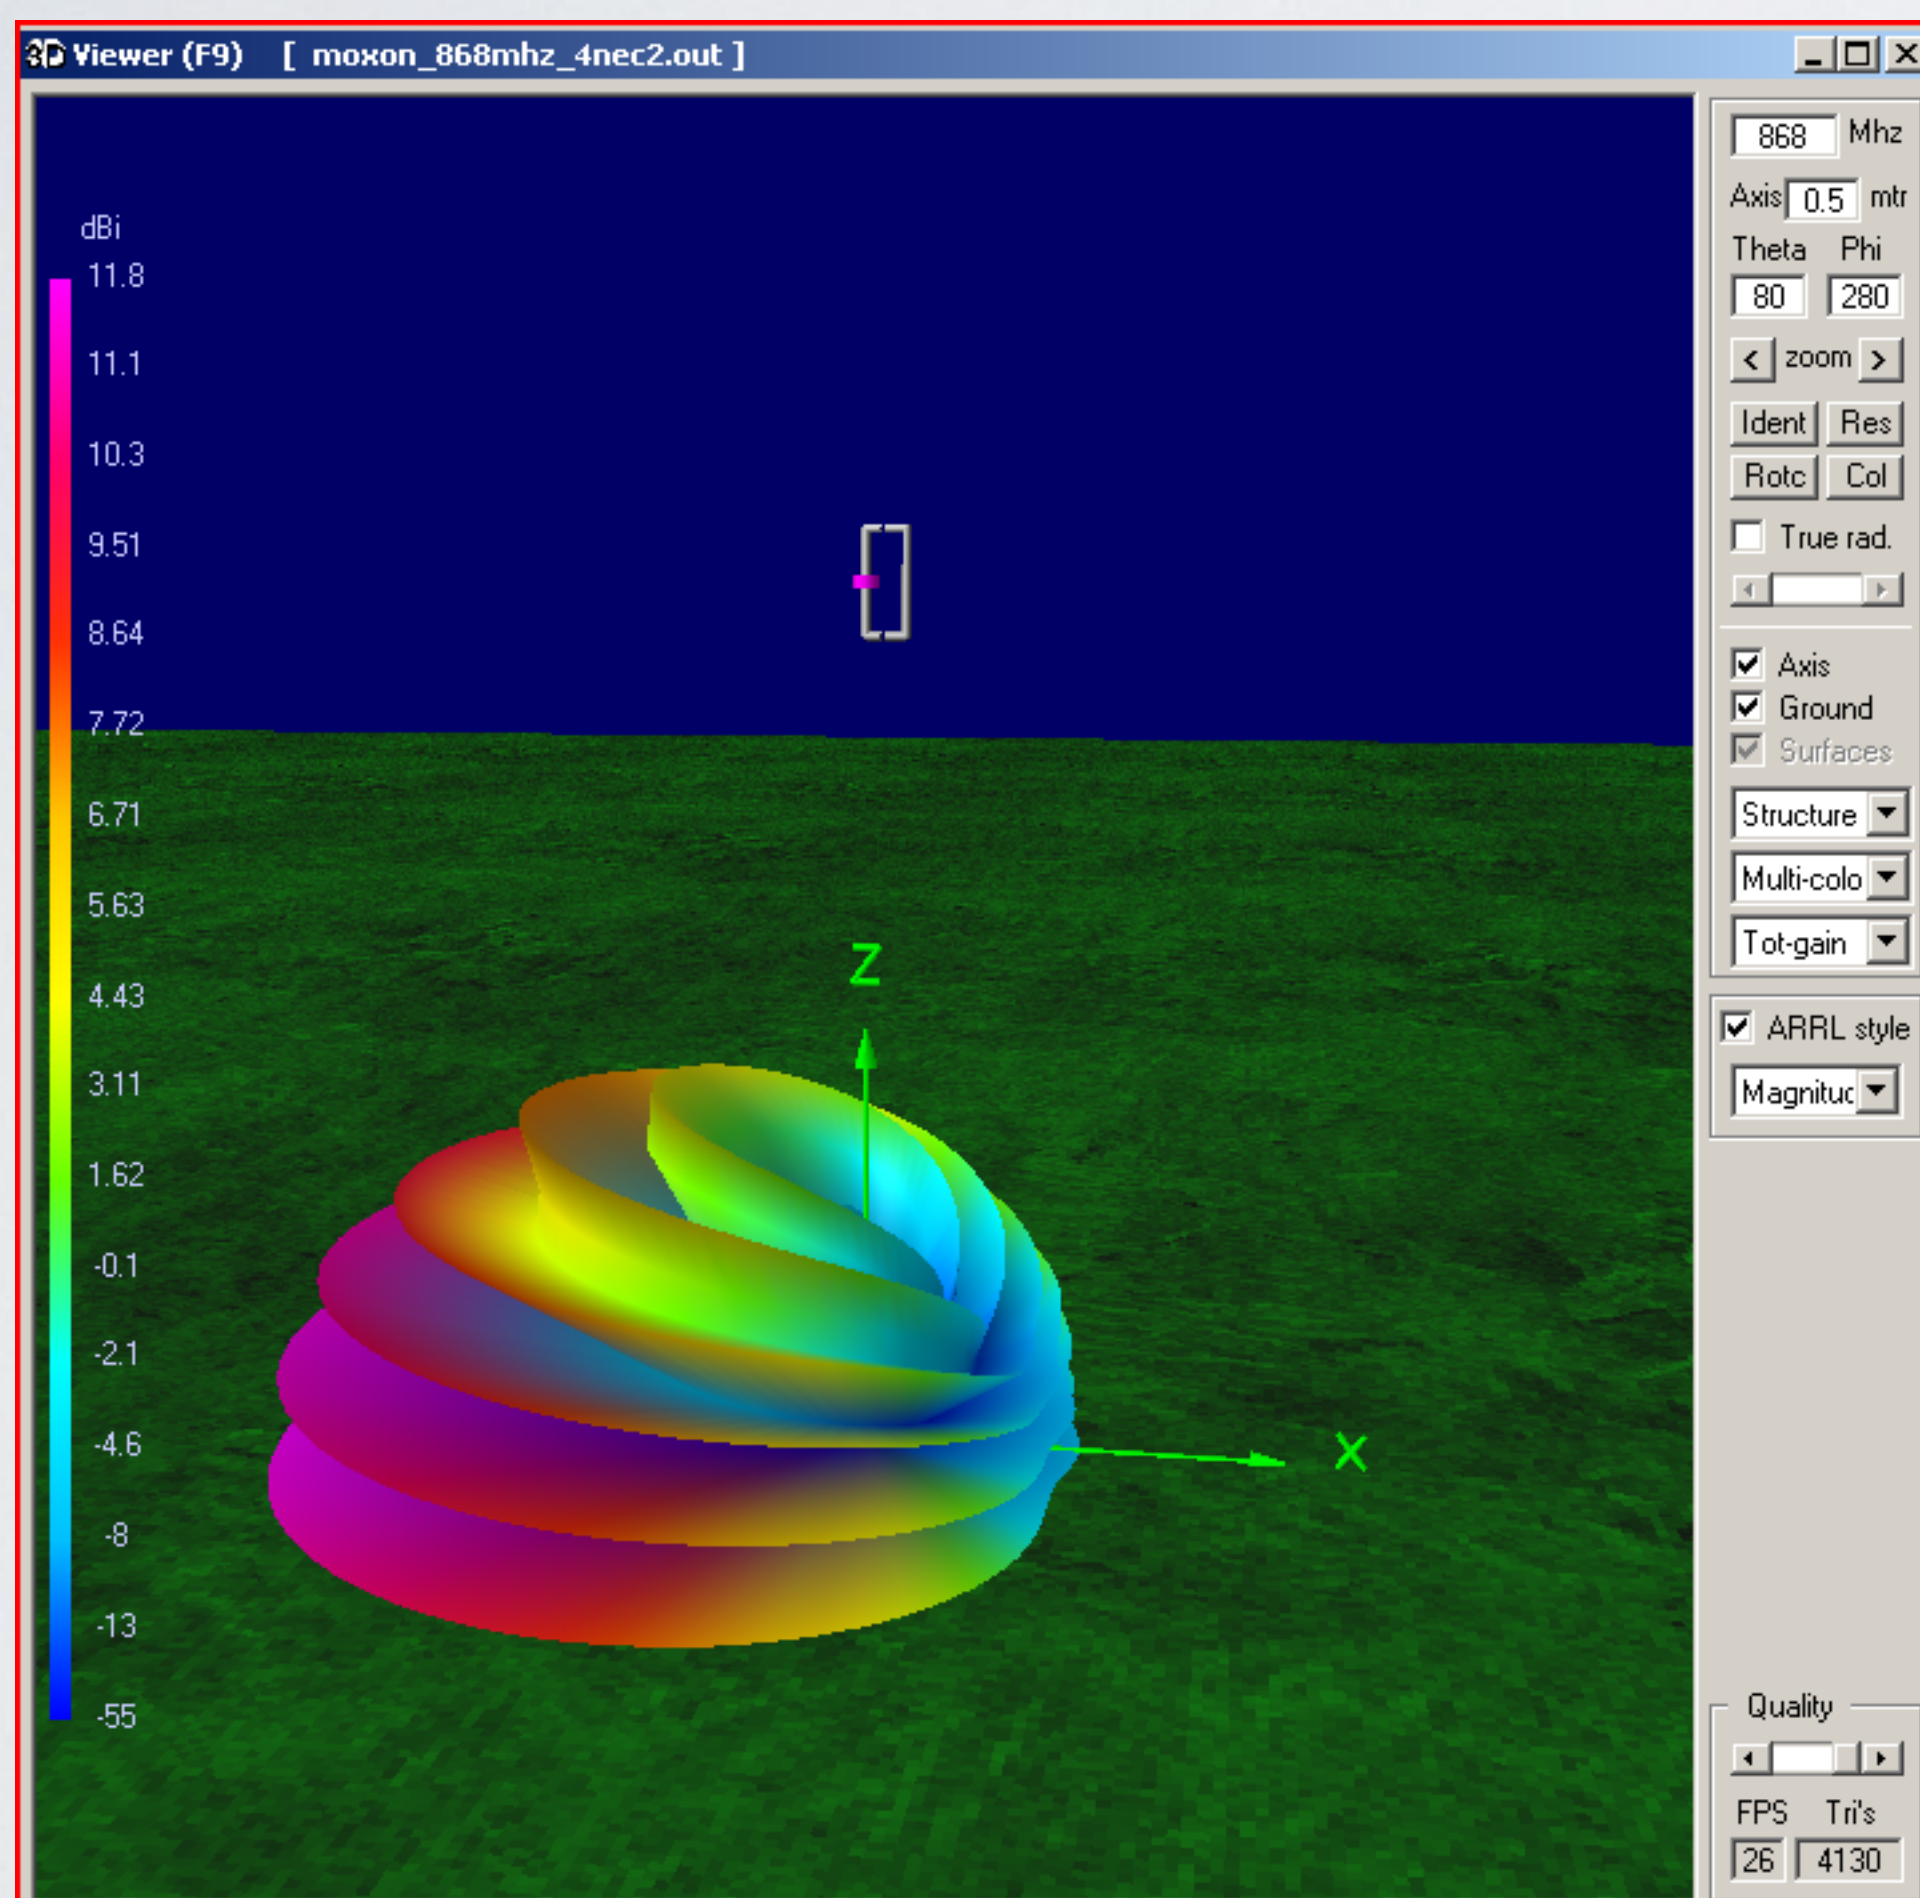 3D Viewer (F9) [ moxon_868mhz_4nec2.out ]
dBi
11.8
11.1
10.3
9.51
8.64
7.72
6.71
5.63
4.43
3.11
1.62
-0.1
-2.1
-4.6
-8
-13
-55
Z
X
868 Mhz
Axis 0.5 mtr
Theta Phi
80 280
< zoom >
Ident Res
Rotc Col
True rad.
Axis
Ground
Surfaces
Structure
Multi-colo
Tot-gain
ARRL style
Magnituc
Quality
FPS Tri's
26 4130